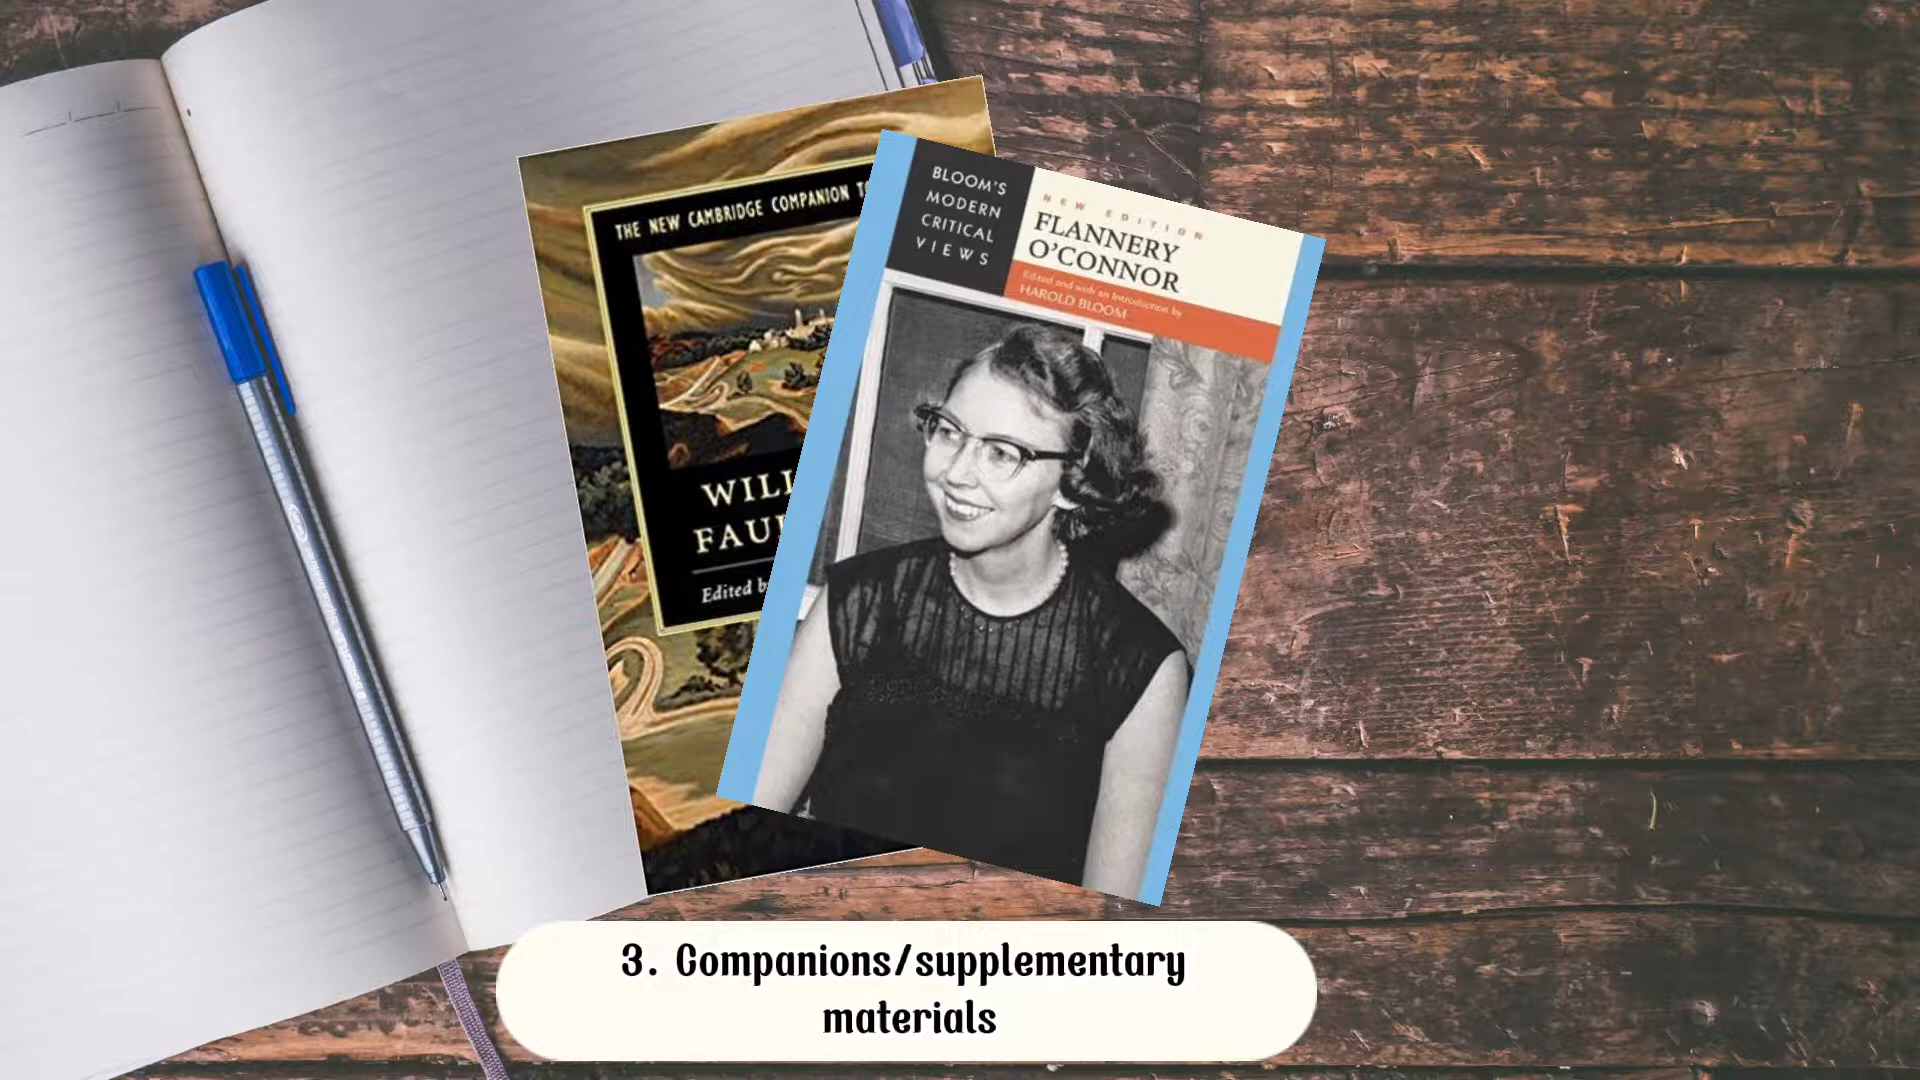 THE NEW CAMBRIDGE COMPANION
WILL
FAU
Edited
BLOOM'S
MODERN
CRITICAL
VIEWS
NEW EDITION
FLANNERY
O'CONNOR
Edited and with an Introduction by
HAROLD BLOOM
3. Companions/supplementary
materials